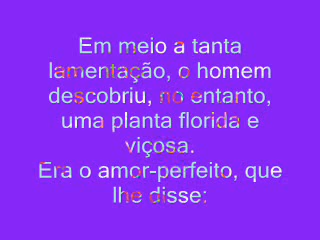 Em meio a tanta
lamentação, o homem
descobriu, no entanto,
uma planta florida e
viçosa.
Era o amor-perfeito, que
lhe disse: